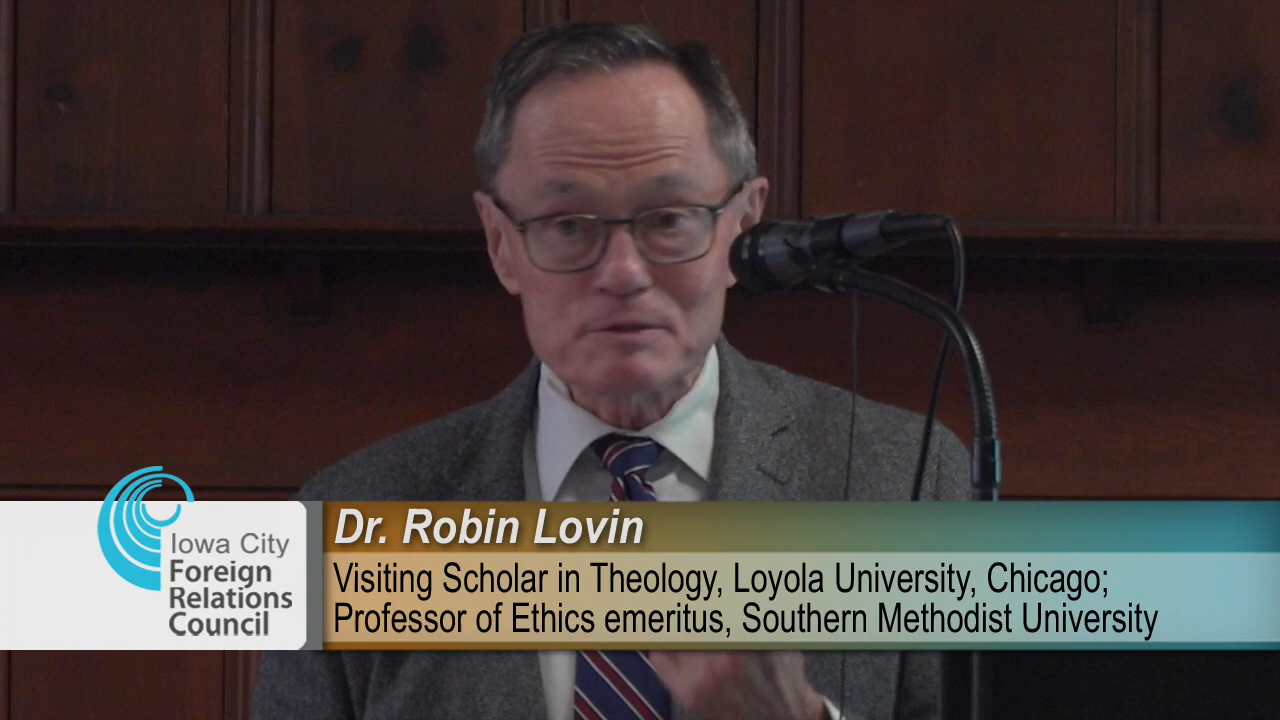 Dr. Robin Lovin
Iowa City
Foreign
Relations
Council
Visiting Scholar in Theology, Loyola University, Chicago;
Professor of Ethics emeritus, Southern Methodist University